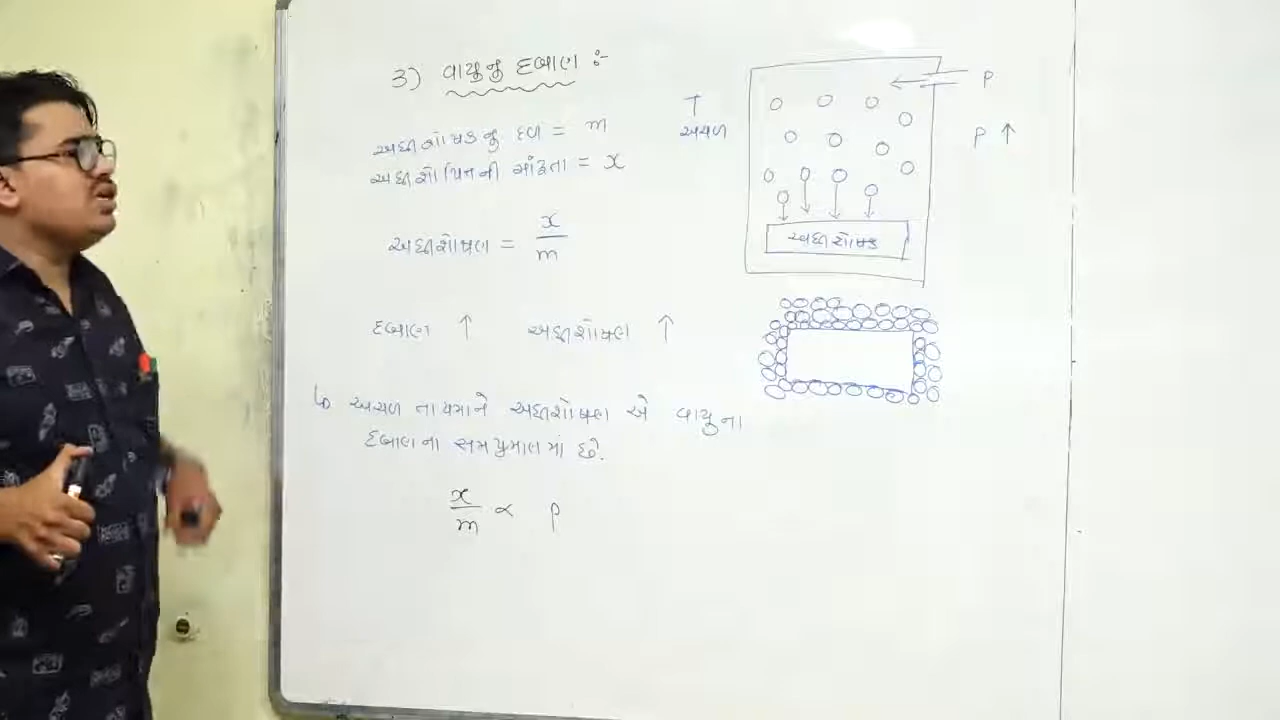 3) વાયુનુ દબાણ :-
અધિશોષકનુ દળ = m
અધિશોષિતની સાંદ્રતા = x
અધિશોષણ = x/m
દબાણ ↑ અધિશોષણ ↑
↳ અચળ તાપમાને અધિશોષણ એ વાયુના
દબાણના સમપ્રમાણમાં છે.
x/m ∝ p
T
અચળ
p
p ↑
અધિશોષક